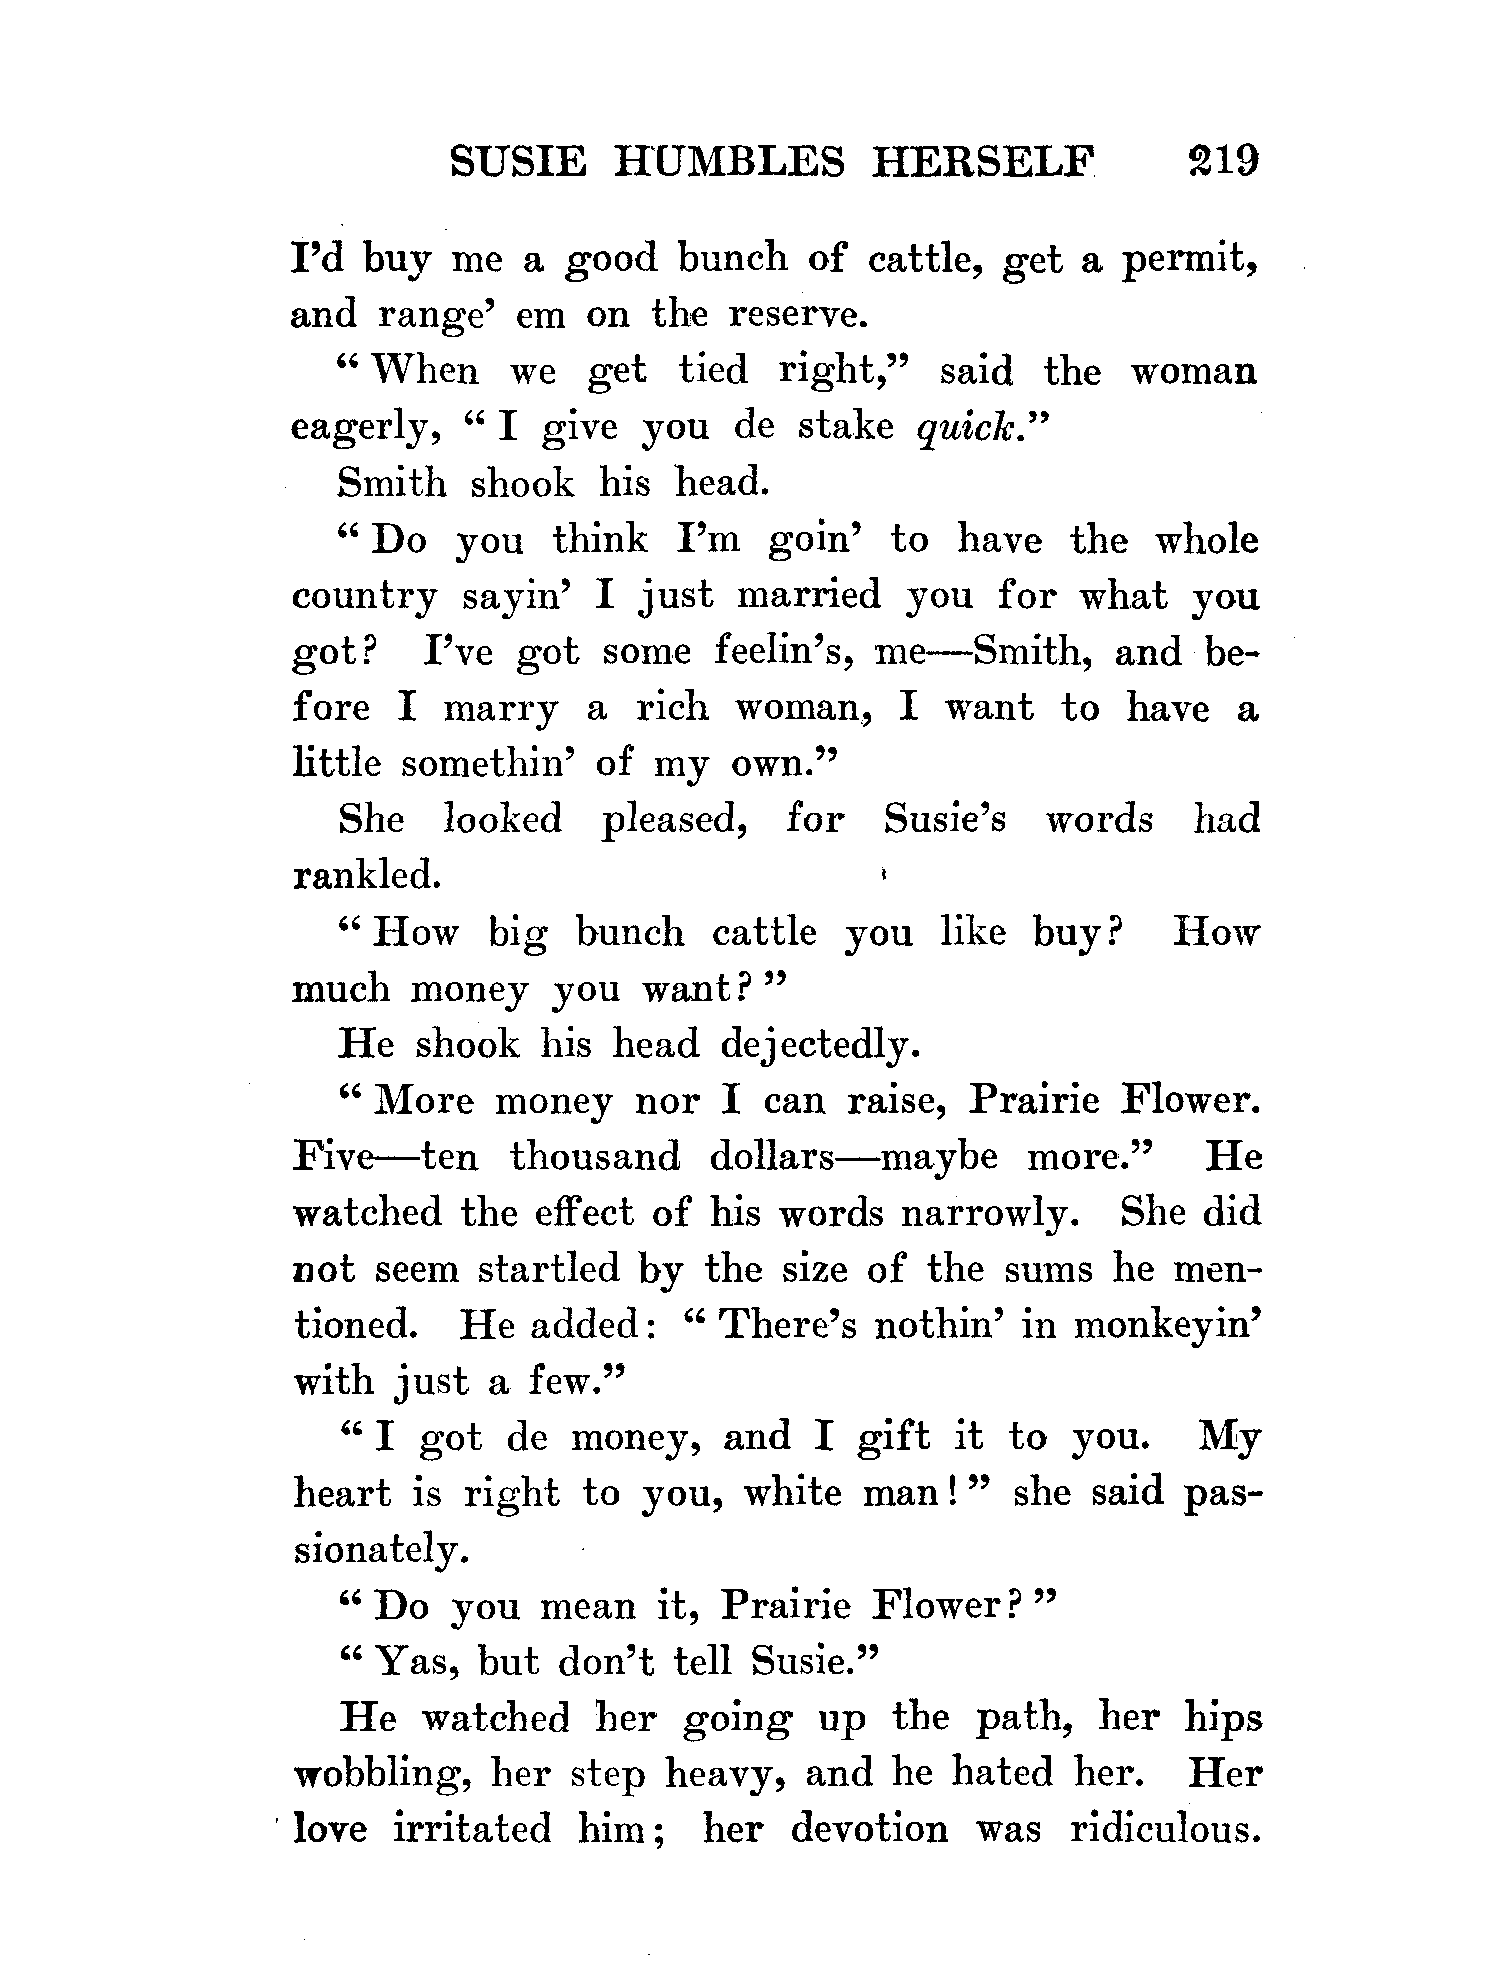 SUSIE HUMBLES HERSELF 219
I'd buy me a good bunch of cattle, get a permit,
and range' em on the reserve.
“ When we get tied right,” said the woman
eagerly, “ I give you de stake quick.”
Smith shook his head.
“ Do you think I'm goin' to have the whole
country sayin' I just married you for what you
got? I've got some feelin's, me—Smith, and be-
fore I marry a rich woman, I want to have a
little somethin' of my own.”
She looked pleased, for Susie's words had
rankled.
“ How big bunch cattle you like buy? How
much money you want? ”
He shook his head dejectedly.
“ More money nor I can raise, Prairie Flower.
Five—ten thousand dollars—maybe more.” He
watched the effect of his words narrowly. She did
not seem startled by the size of the sums he men-
tioned. He added: “ There's nothin' in monkeyin'
with just a few.”
“ I got de money, and I gift it to you. My
heart is right to you, white man! ” she said pas-
sionately.
“ Do you mean it, Prairie Flower? ”
“ Yas, but don't tell Susie.”
He watched her going up the path, her hips
wobbling, her step heavy, and he hated her. Her
love irritated him; her devotion was ridiculous.